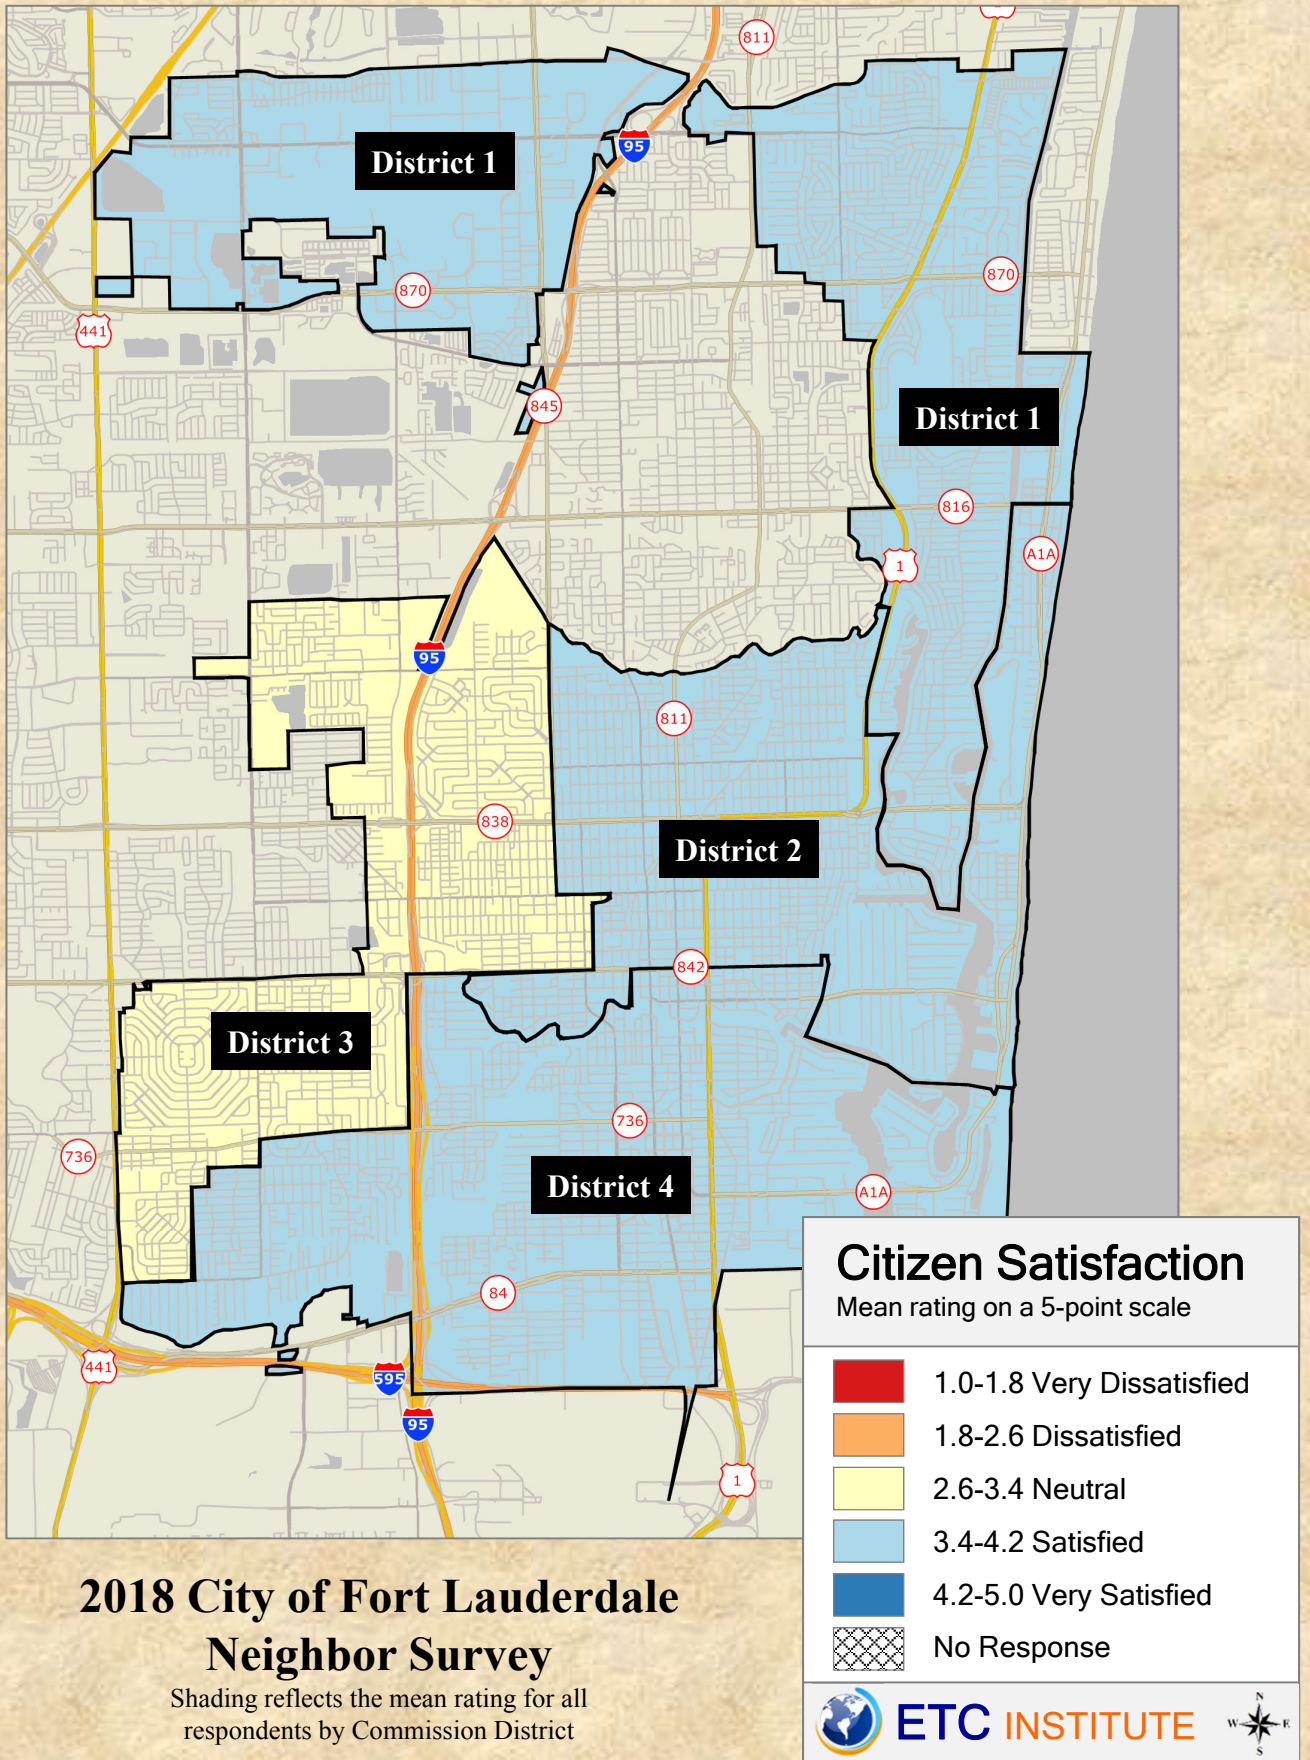 811
95
District 1
870
870
441
845
District 1
816
A1A
1
95
811
838
District 2
842
District 3
736
736
District 4
A1A
84
441
595
95
1
Citizen Satisfaction
Mean rating on a 5-point scale
1.0-1.8 Very Dissatisfied
1.8-2.6 Dissatisfied
2.6-3.4 Neutral
3.4-4.2 Satisfied
4.2-5.0 Very Satisfied
No Response
2018 City of Fort Lauderdale
Neighbor Survey
Shading reflects the mean rating for all
respondents by Commission District
ETC INSTITUTE
N
W E
S